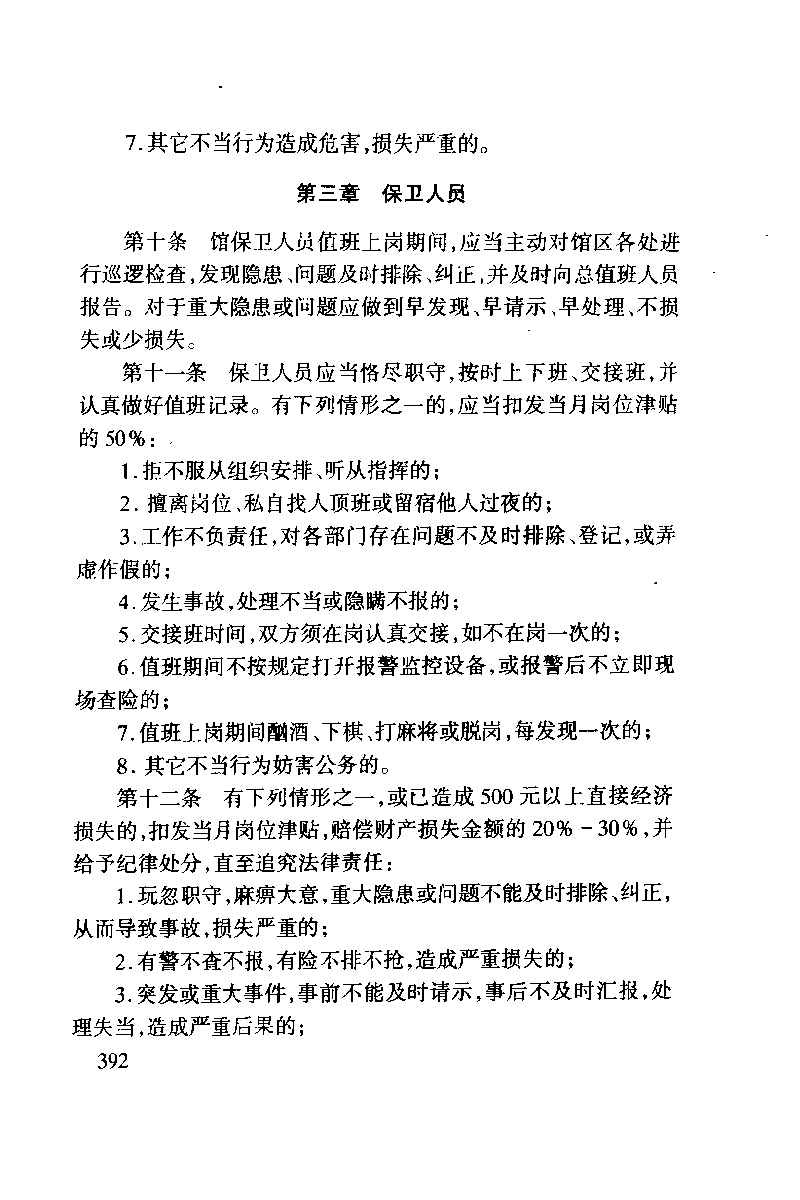 7.其它不当行为造成危害,损失严重的。
第三章　保卫人员
第十条　馆保卫人员值班上岗期间,应当主动对馆区各处进
行巡逻检查,发现隐患、问题及时排除、纠正,并及时向总值班人员
报告。对于重大隐患或问题应做到早发现、早请示、早处理、不损
失或少损失。
第十一条　保卫人员应当恪尽职守,按时上下班、交接班,并
认真做好值班记录。有下列情形之一的,应当扣发当月岗位津贴
的50%:
1.拒不服从组织安排、听从指挥的;
2. 擅离岗位、私自找人顶班或留宿他人过夜的;
3.工作不负责任,对各部门存在问题不及时排除、登记,或弄
虚作假的;
4.发生事故,处理不当或隐瞒不报的;
5.交接班时间,双方须在岗认真交接,如不在岗一次的;
6.值班期间不按规定打开报警监控设备,或报警后不立即现
场查险的;
7.值班上岗期间酗酒、下棋、打麻将或脱岗,每发现一次的;
8. 其它不当行为妨害公务的。
第十二条　有下列情形之一,或已造成500元以上直接经济
损失的,扣发当月岗位津贴,赔偿财产损失金额的20%-30%,并
给予纪律处分,直至追究法律责任:
1.玩忽职守,麻痹大意,重大隐患或问题不能及时排除、纠正,
从而导致事故,损失严重的;
2.有警不查不报,有险不排不抢,造成严重损失的;
3.突发或重大事件,事前不能及时请示,事后不及时汇报,处
理失当,造成严重后果的;
392